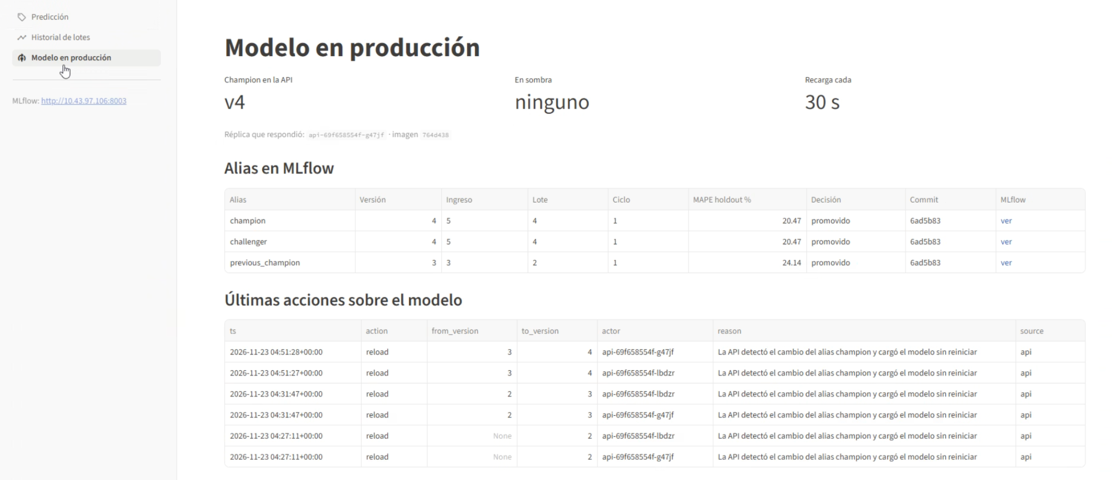 Predicción
Historial de lotes
Modelo en producción
MLflow: http://10.43.97.106:8003
Modelo en producción
Champion en la API En sombra Recarga cada
v4 ninguno 30 s
Réplica que respondió: api-69f658554f-g47jf · imagen 764d438
Alias en MLflow
Alias Versión Ingreso Lote Ciclo MAPE holdout % Decisión Commit MLflow
champion 4 5 4 1 20.47 promovido 6ad5b83 ver
challenger 4 5 4 1 20.47 promovido 6ad5b83 ver
previous_champion 3 3 2 1 24.14 promovido 6ad5b83 ver
Últimas acciones sobre el modelo
ts action from_version to_version actor reason source
2026-11-23 04:51:28+00:00 reload 3 4 api-69f658554f-g47jf La API detectó el cambio del alias champion y cargó el modelo sin reiniciar api
2026-11-23 04:51:27+00:00 reload 3 4 api-69f658554f-lbdzr La API detectó el cambio del alias champion y cargó el modelo sin reiniciar api
2026-11-23 04:31:47+00:00 reload 2 3 api-69f658554f-lbdzr La API detectó el cambio del alias champion y cargó el modelo sin reiniciar api
2026-11-23 04:31:47+00:00 reload 2 3 api-69f658554f-g47jf La API detectó el cambio del alias champion y cargó el modelo sin reiniciar api
2026-11-23 04:27:11+00:00 reload None 2 api-69f658554f-lbdzr La API detectó el cambio del alias champion y cargó el modelo sin reiniciar api
2026-11-23 04:27:11+00:00 reload None 2 api-69f658554f-g47jf La API detectó el cambio del alias champion y cargó el modelo sin reiniciar api